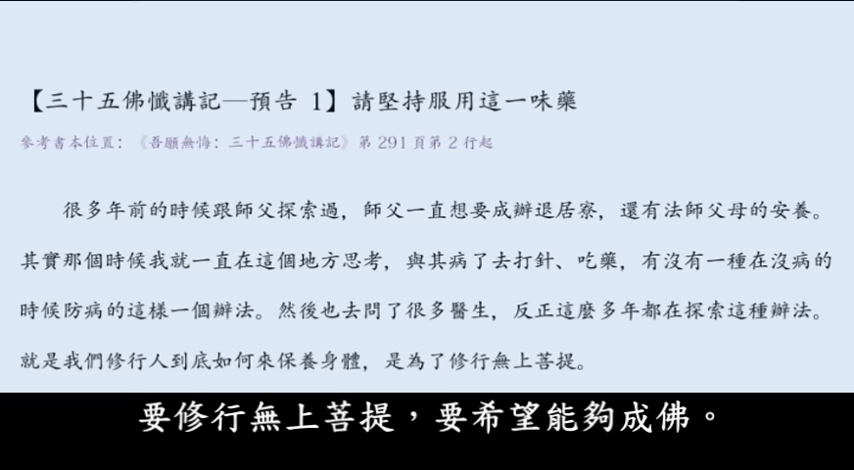 【三十五佛懺講記─預告 1】請堅持服用這一味藥
參考書本位置：《吾願無悔：三十五佛懺講記》第 291 頁第 2 行起
很多年前的時候跟師父探索過，師父一直想要成辦退居寮，還有法師父母的安養。
其實那個時候我就一直在這個地方思考，與其病了去打針、吃藥，有沒有一種在沒病的
時候防病的這樣一個辦法。然後也去問了很多醫生，反正這麼多年都在探索這種辦法。
就是我們修行人到底如何來保養身體，是為了修行無上菩提。
要修行無上菩提，要希望能夠成佛。